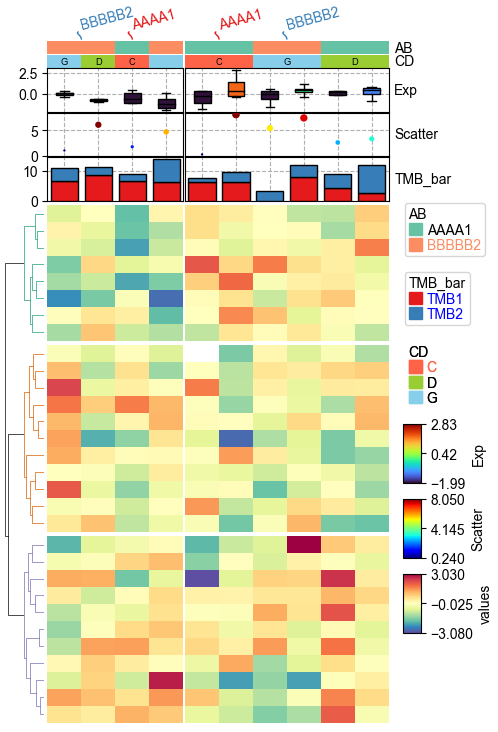 BBBBB2 AAAA1 AAAA1 BBBBB2
AB
G D C G C G D CD
2.5
0.0
Exp
5
0
Scatter
10
0
TMB_bar
AB
AAAA1
BBBBB2
TMB_bar
TMB1
TMB2
CD
C
D
G
2.83
0.42
−1.99
Exp
8.050
4.145
0.240
Scatter
3.030
−0.025
−3.080
values